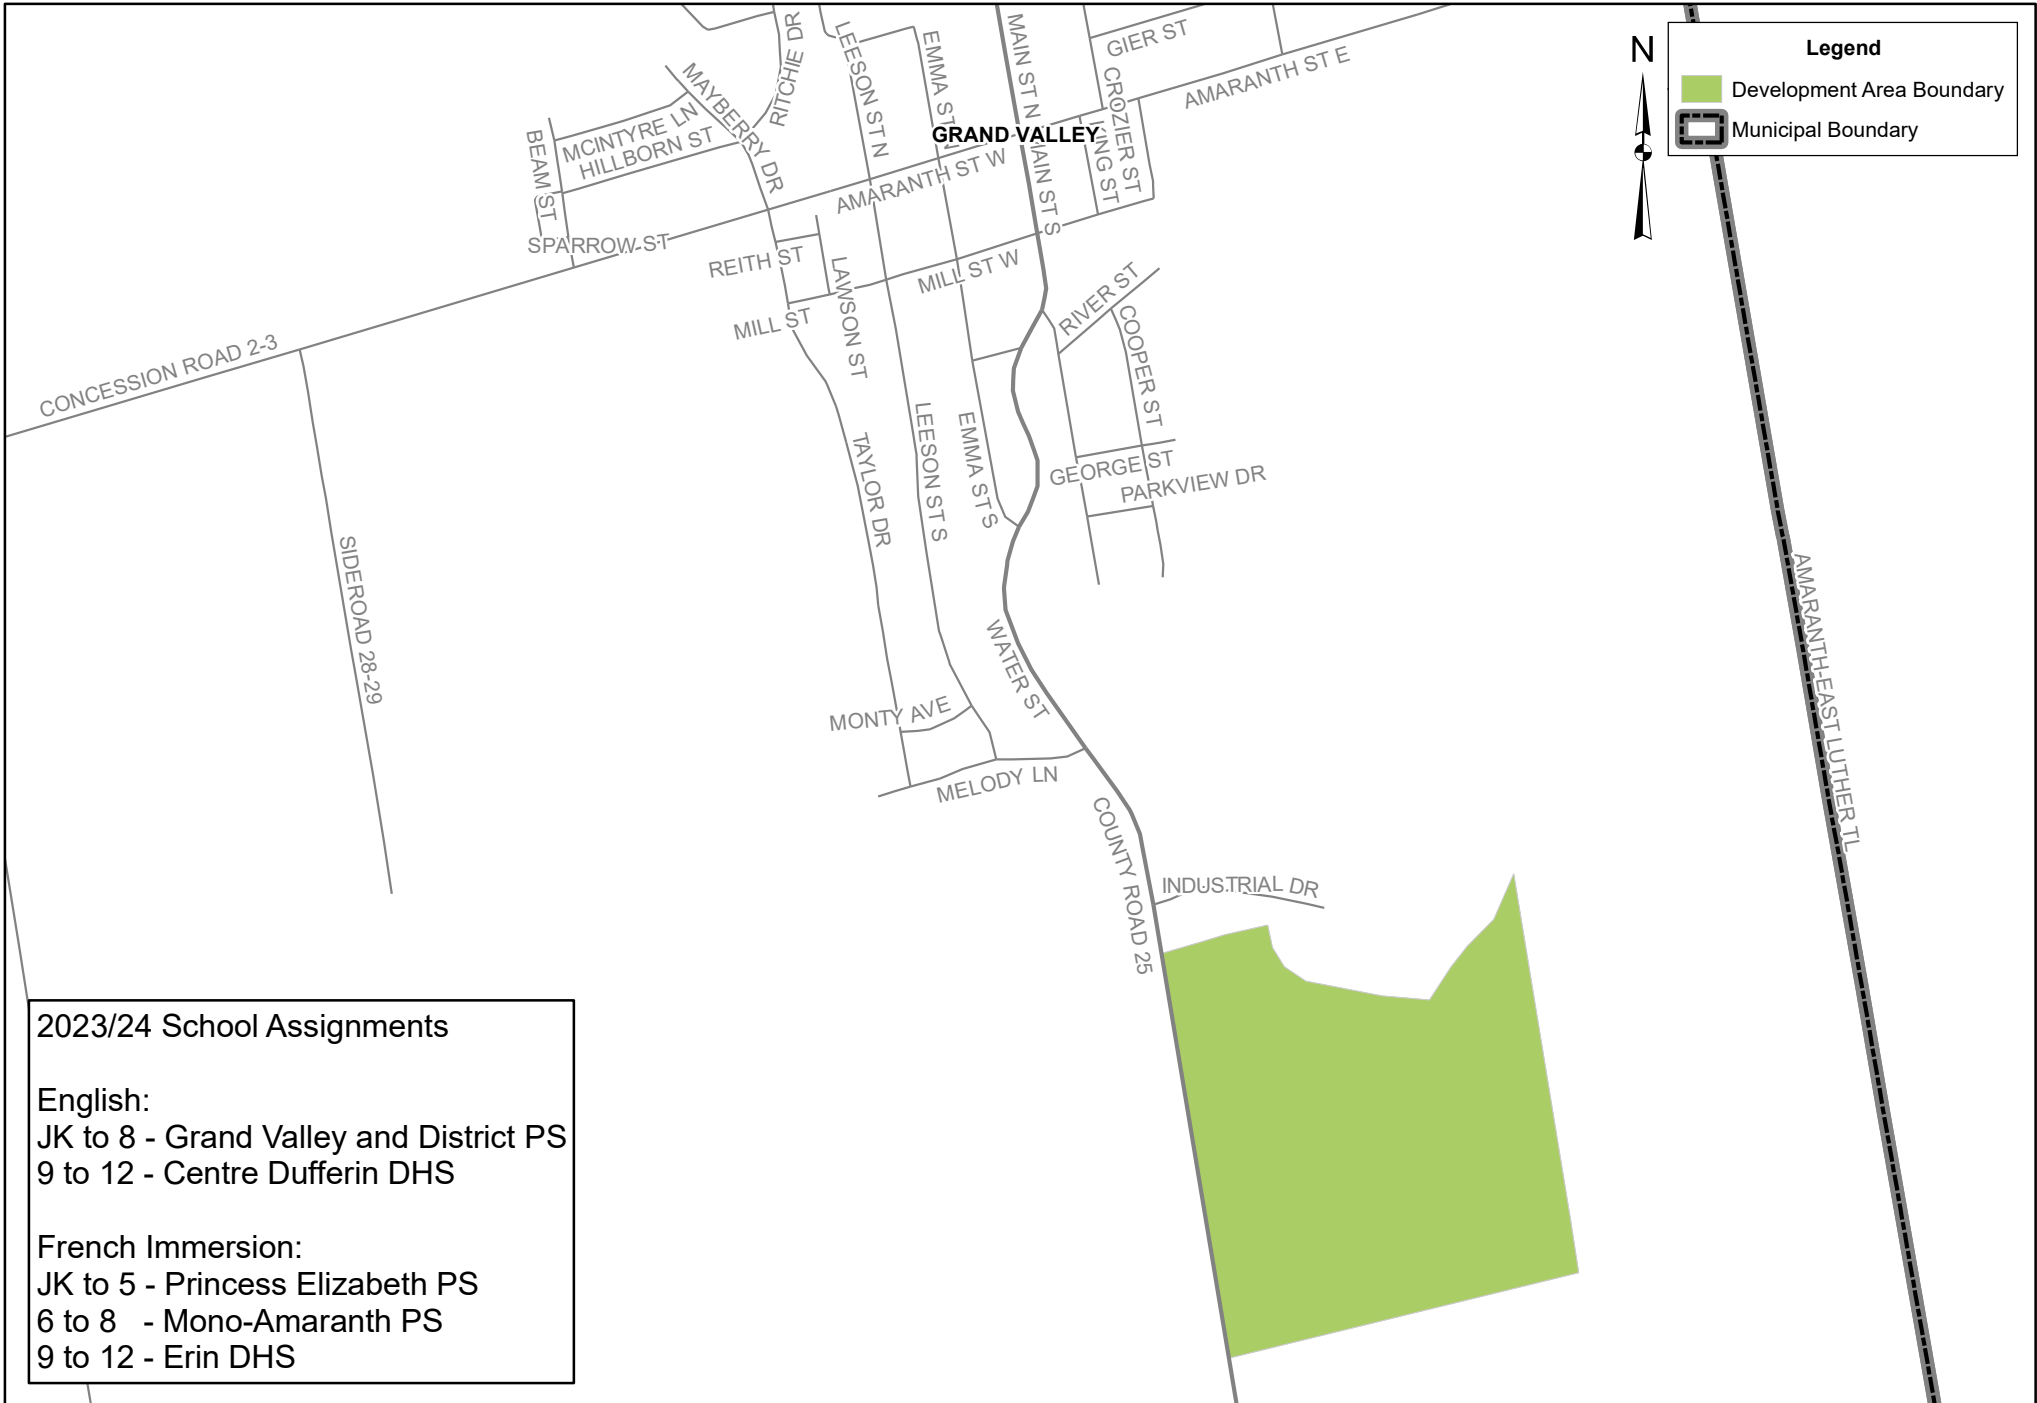 N
Legend
Development Area Boundary
Municipal Boundary
GRAND VALLEY
RITCHIE DR
LEESON ST N
EMMA ST N
MAIN ST N
GIER ST
CROZIER ST
AMARANTH ST E
MAYBERRY DR
MCINTYRE LN
HILLBORN ST
BEAM ST
KING ST
MAIN ST S
AMARANTH ST W
SPARROW ST
REITH ST
LAWSON ST
MILL ST W
MILL ST
RIVER ST
COOPER ST
CONCESSION ROAD 2-3
TAYLOR DR
LEESON ST S
EMMA ST S
GEORGE ST
PARKVIEW DR
SIDEROAD 28-29
WATER ST
MONTY AVE
MELODY LN
AMARANTH-EAST LUTHER TL
COUNTY ROAD 25
INDUSTRIAL DR
2023/24 School Assignments
English:
JK to 8 - Grand Valley and District PS
9 to 12 - Centre Dufferin DHS
French Immersion:
JK to 5 - Princess Elizabeth PS
6 to 8 - Mono-Amaranth PS
9 to 12 - Erin DHS